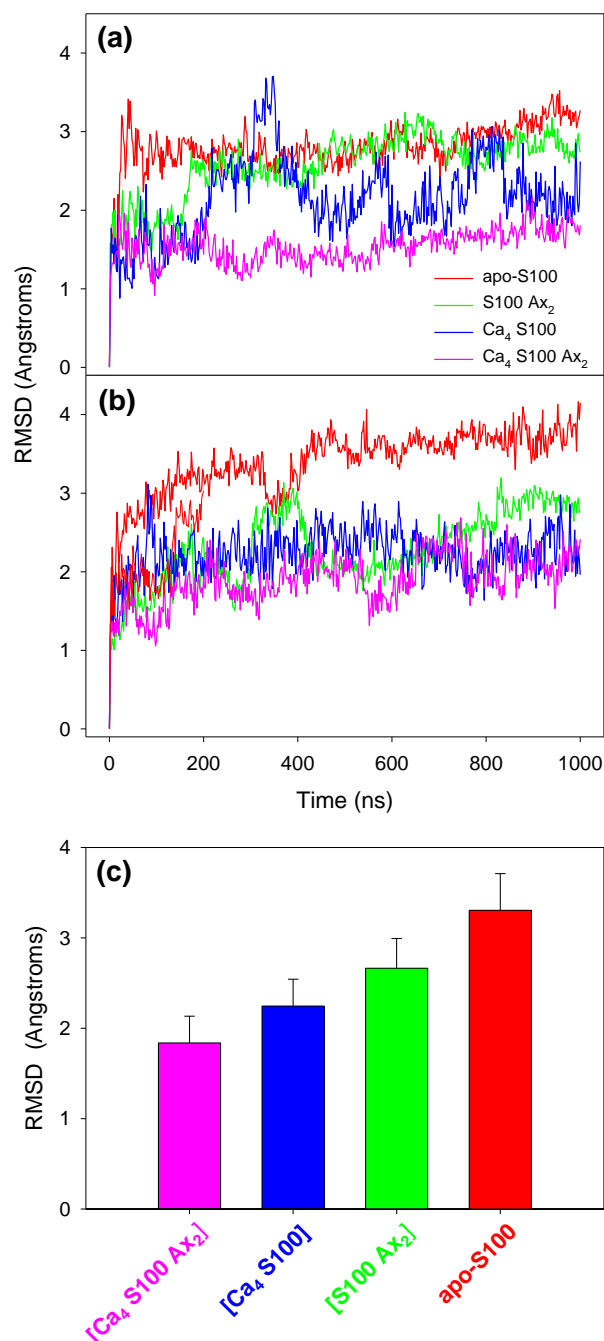 (a)
4
3
2
1
0
apo-S100
S100 Ax₂
Ca₄ S100
Ca₄ S100 Ax₂
RMSD (Angstroms)
(b)
4
3
2
1
0
0 200 400 600 800 1000
Time (ns)
(c)
4
3
2
1
0
RMSD (Angstroms)
[Ca₄ S100 Ax₂]
[Ca₄ S100]
[S100 Ax₂]
apo-S100